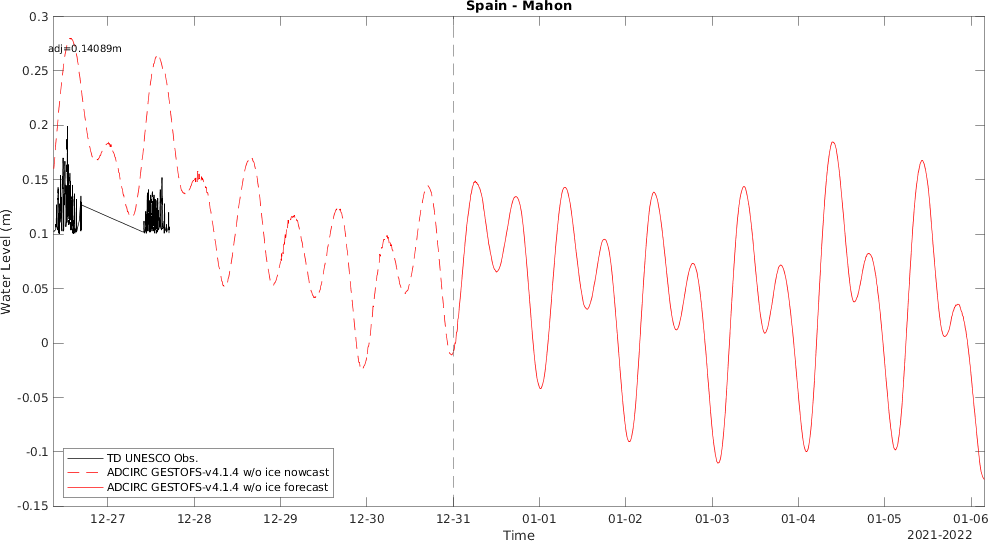 Spain - Mahon
adj=0.14089m
0.3
0.25
0.2
0.15
0.1
0.05
0
-0.05
-0.1
-0.15
Water Level (m)
TD UNESCO Obs.
ADCIRC GESTOFS-v4.1.4 w/o ice nowcast
ADCIRC GESTOFS-v4.1.4 w/o ice forecast
12-27 12-28 12-29 12-30 12-31 01-01 01-02 01-03 01-04 01-05 01-06
Time
2021-2022